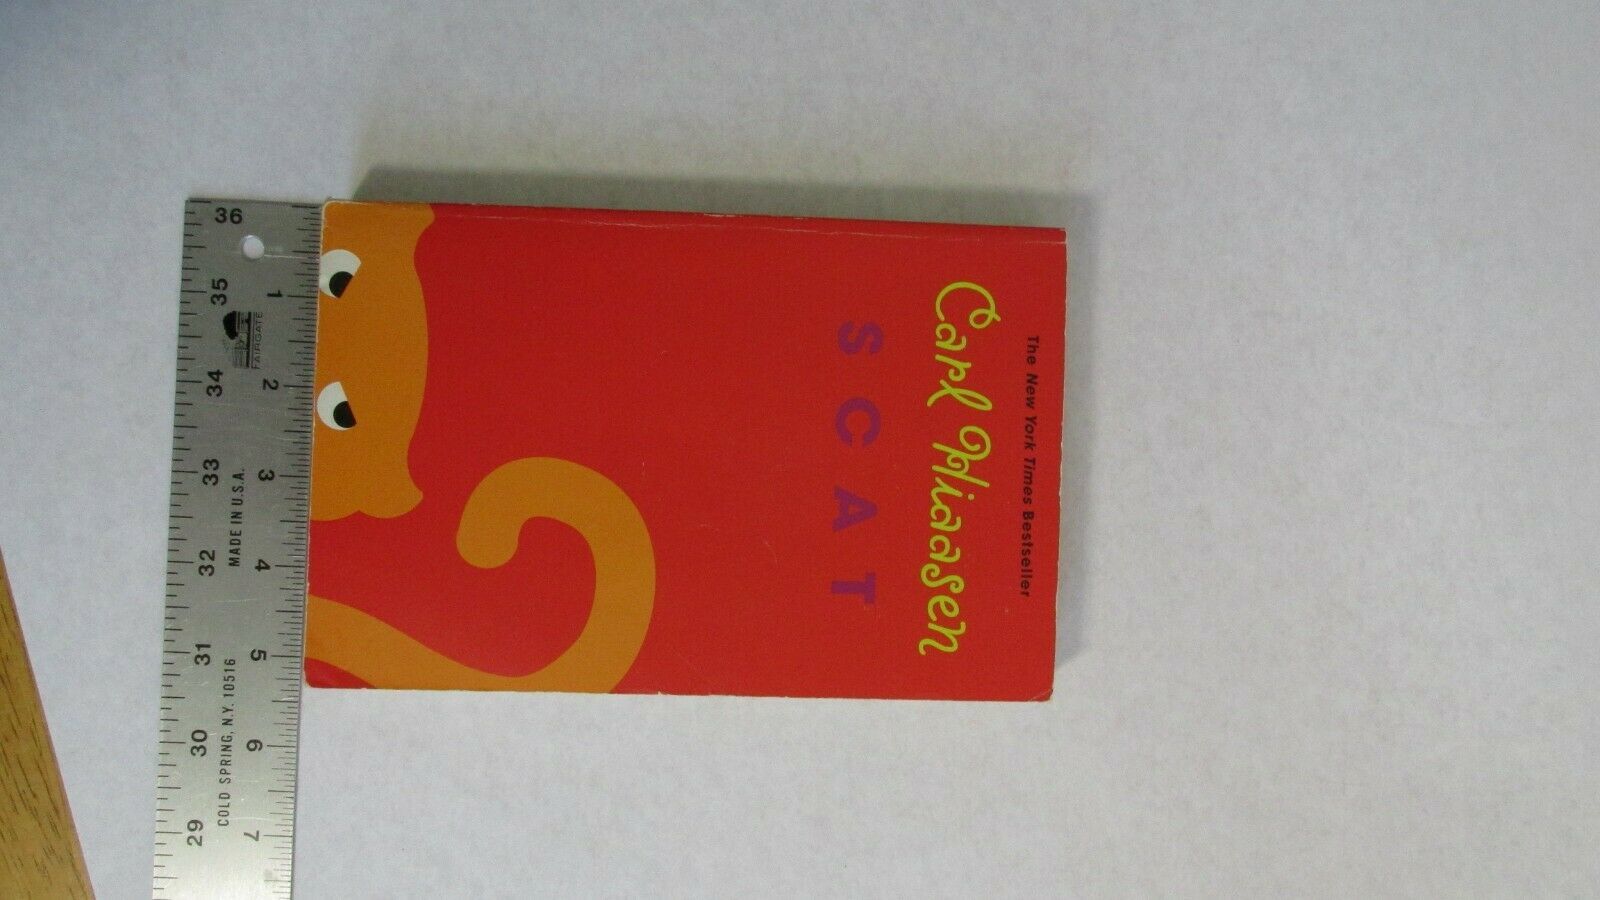 The New York Times Bestseller
Carl Hiaasen
SCAT
36
35
34
33
32
31
30
29
1
2
3
4
5
6
7
FAIRGATE
MADE IN U.S.A.
COLD SPRING, N.Y. 10516